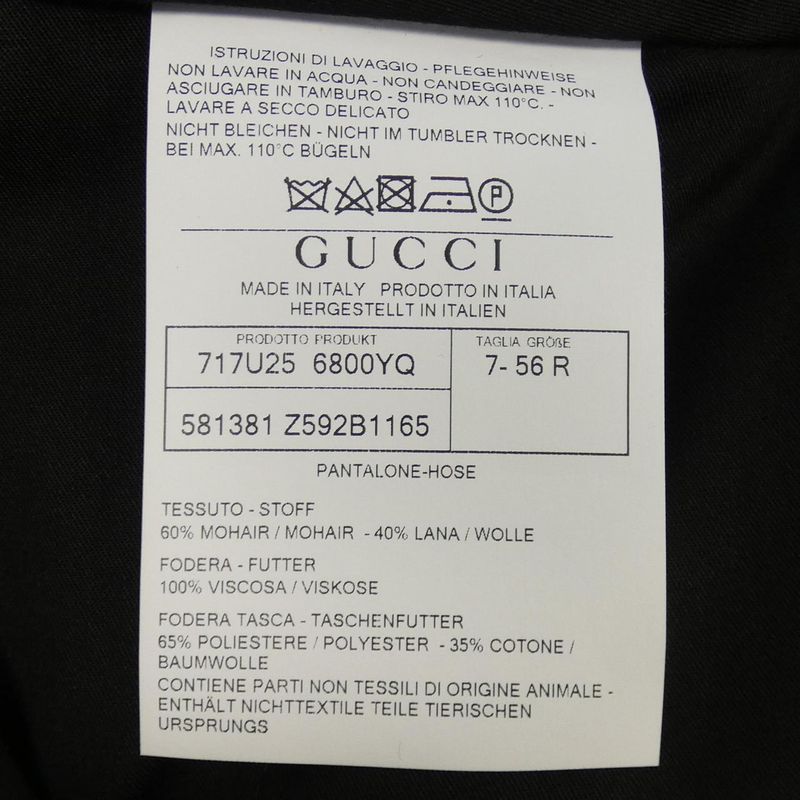 ISTRUZIONI DI LAVAGGIO - PFLEGEHINWEISE
NON LAVARE IN ACQUA - NON CANDEGGIARE - NON
ASCIUGARE IN TAMBURO - STIRO MAX 110°C. -
LAVARE A SECCO DELICATO
NICHT BLEICHEN - NICHT IM TUMBLER TROCKNEN -
BEI MAX. 110°C BÜGELN
P
GUCCI
MADE IN ITALY PRODOTTO IN ITALIA
HERGESTELLT IN ITALIEN
PRODOTTO PRODUKT
717U25 6800YQ
581381 Z592B1165
TAGLIA GRÖßE
7- 56 R
PANTALONE-HOSE
TESSUTO - STOFF
60% MOHAIR / MOHAIR - 40% LANA / WOLLE
FODERA - FUTTER
100% VISCOSA / VISKOSE
FODERA TASCA - TASCHENFUTTER
65% POLIESTERE / POLYESTER - 35% COTONE /
BAUMWOLLE
CONTIENE PARTI NON TESSILI DI ORIGINE ANIMALE -
ENTHÄLT NICHTTEXTILE TEILE TIERISCHEN
URSPRUNGS